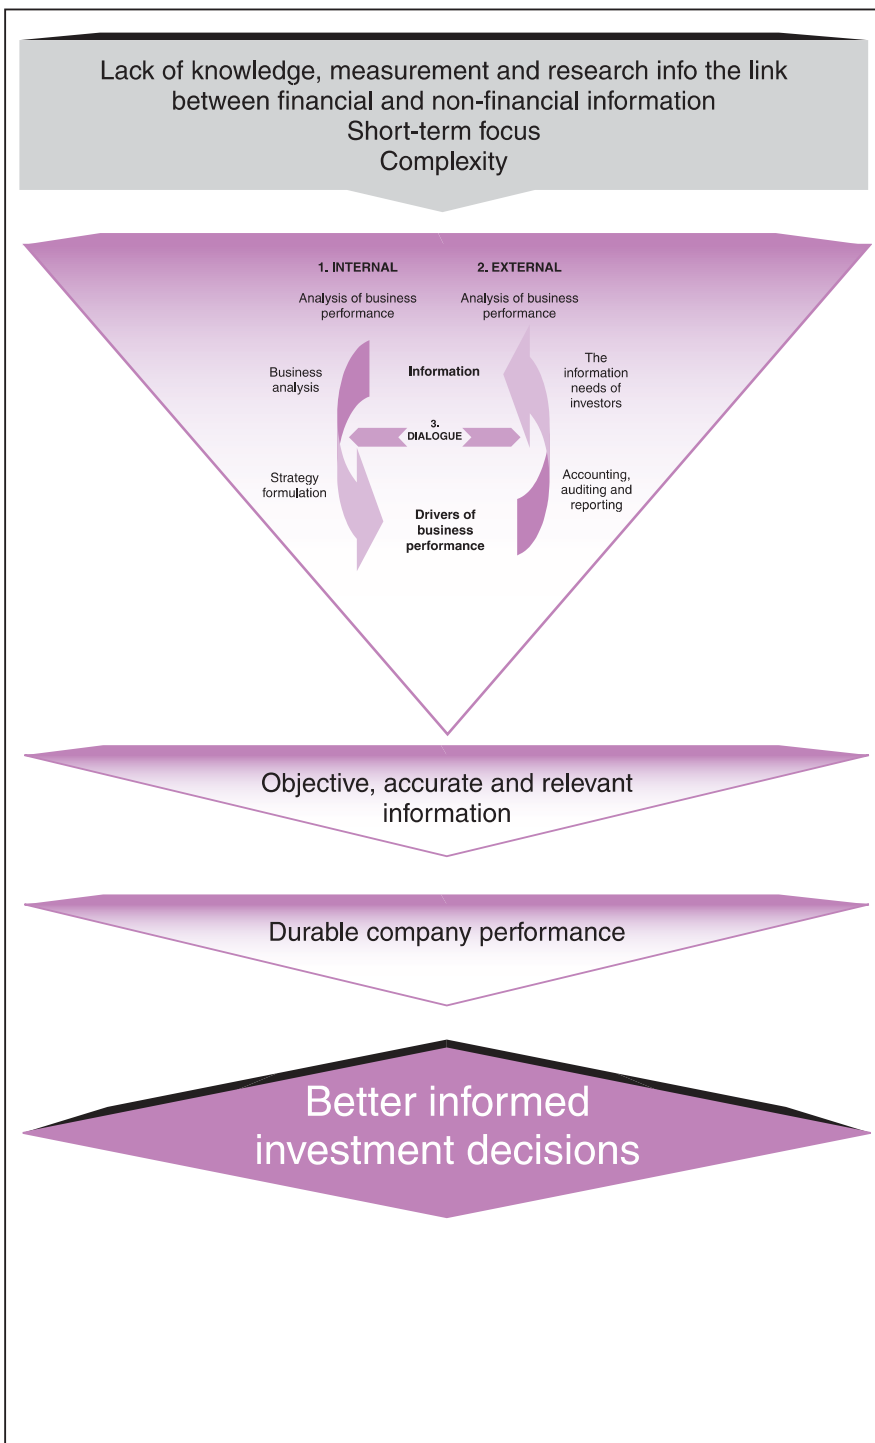 Lack of knowledge, measurement and research info the link
between financial and non-financial information
Short-term focus
Complexity
1. INTERNAL
Analysis of business
performance
2. EXTERNAL
Analysis of business
performance
Business
analysis
Information
The
information
needs of
investors
3.
DIALOGUE
Strategy
formulation
Drivers of
business
performance
Accounting,
auditing and
reporting
Objective, accurate and relevant
information
Durable company performance
Better informed
investment decisions